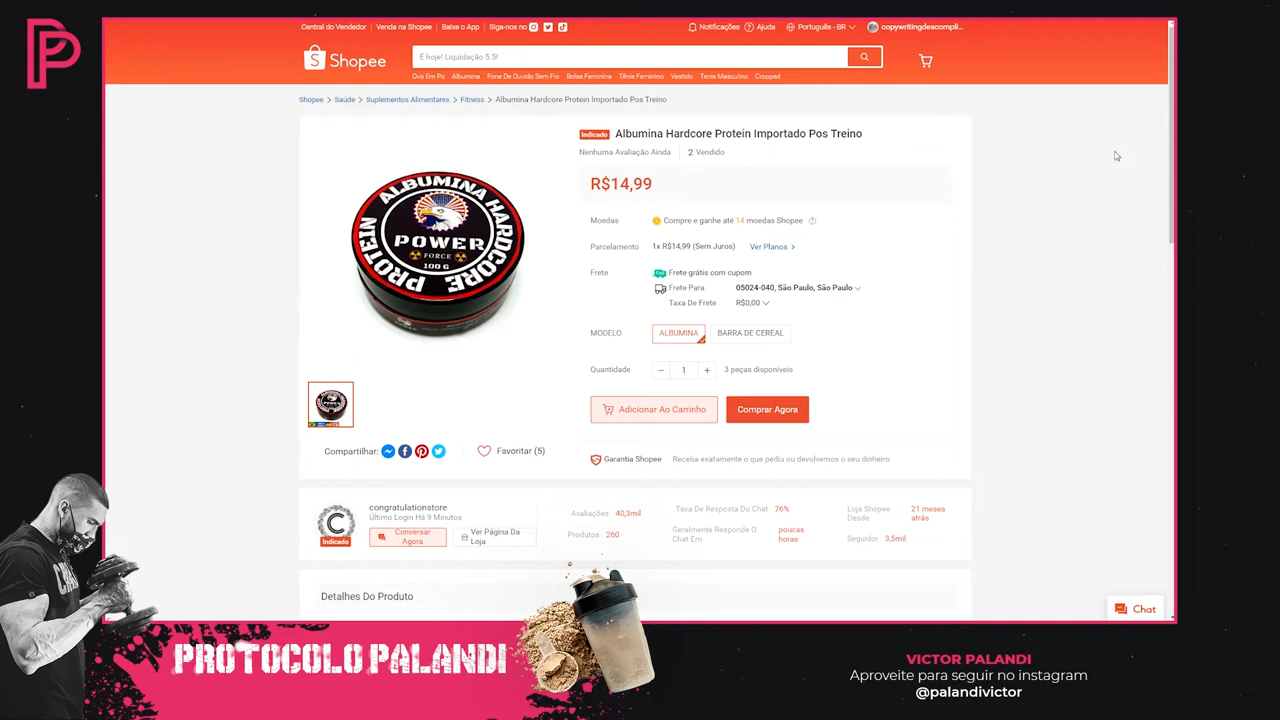 Central do Vendedor
Venda na Shopee
Baixe o App
Siga-nos no
Notificações
Ajuda
Português - BR
copywritingdescompli...
Shopee
É hoje! Liquidação 5.5!
Ovo Em Po
Albumina
Fone De Ouvido Sem Fio
Bolsa Feminina
Tênis Feminino
Vestido
Tenis Masculino
Cropped
Shopee > Saúde > Suplementos Alimentares > Fitness > Albumina Hardcore Protein Importado Pos Treino
Indicado Albumina Hardcore Protein Importado Pos Treino
Nenhuma Avaliação Ainda
2 Vendido
R$14,99
Moedas
Compre e ganhe até 14 moedas Shopee
Parcelamento
1x R$14,99 (Sem Juros)
Ver Planos >
Frete
Frete grátis com cupom
Frete Para
05024-040, São Paulo, São Paulo
Taxa De Frete
R$0,00
MODELO
ALBUMINA
BARRA DE CEREAL
Quantidade
− 1 +
3 peças disponíveis
Adicionar Ao Carrinho
Comprar Agora
Garantia Shopee
Receba exatamente o que pediu ou devolvemos o seu dinheiro
ALBUMINA HARDCORE PROTEIN
POWER
FORCE
100 G
Compartilhar:
Favoritar (5)
C
Indicado
congratulationstore
Último Login Há 9 Minutos
Conversar Agora
Ver Página Da Loja
Avaliações 40,3mil
Produtos 260
Taxa De Resposta Do Chat 76%
Geralmente Responde O Chat Em poucas horas
Loja Shopee Desde 21 meses atrás
Seguidor 3,5mil
Detalhes Do Produto
Chat
PROTOCOLO PALANDI
VICTOR PALANDI
Aproveite para seguir no instagram
@palandivictor